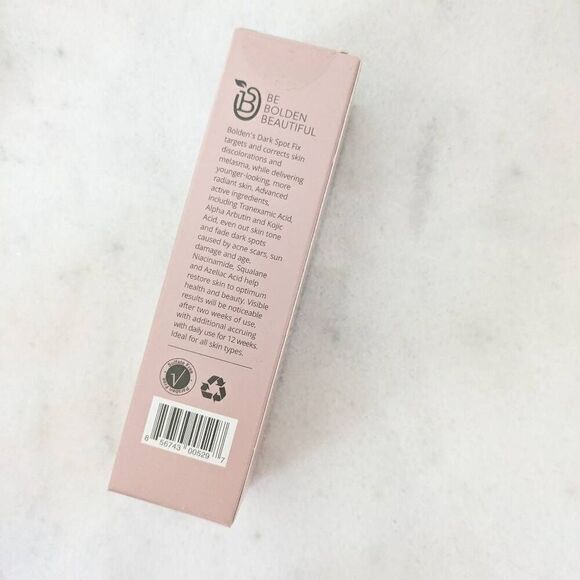 B
BE
BOLDEN
BEAUTIFUL
Bolden's Dark Spot Fix
targets and corrects skin
discolorations and
melasma, while delivering
younger-looking, more
radiant skin. Advanced
active ingredients,
including Tranexamic Acid,
Alpha Arbutin and Kojic
Acid, even out skin tone
and fade dark spots
caused by acne scars, sun
damage and age.
Niacinamide, Squalane
and Azeliac Acid help
restore skin to optimum
health and beauty. Visible
results will be noticeable
after two weeks of use,
with additional accruing
with daily use for 12 weeks.
Ideal for all skin types.
Sulfate Free
Paraben Free
8 56743 00529 7